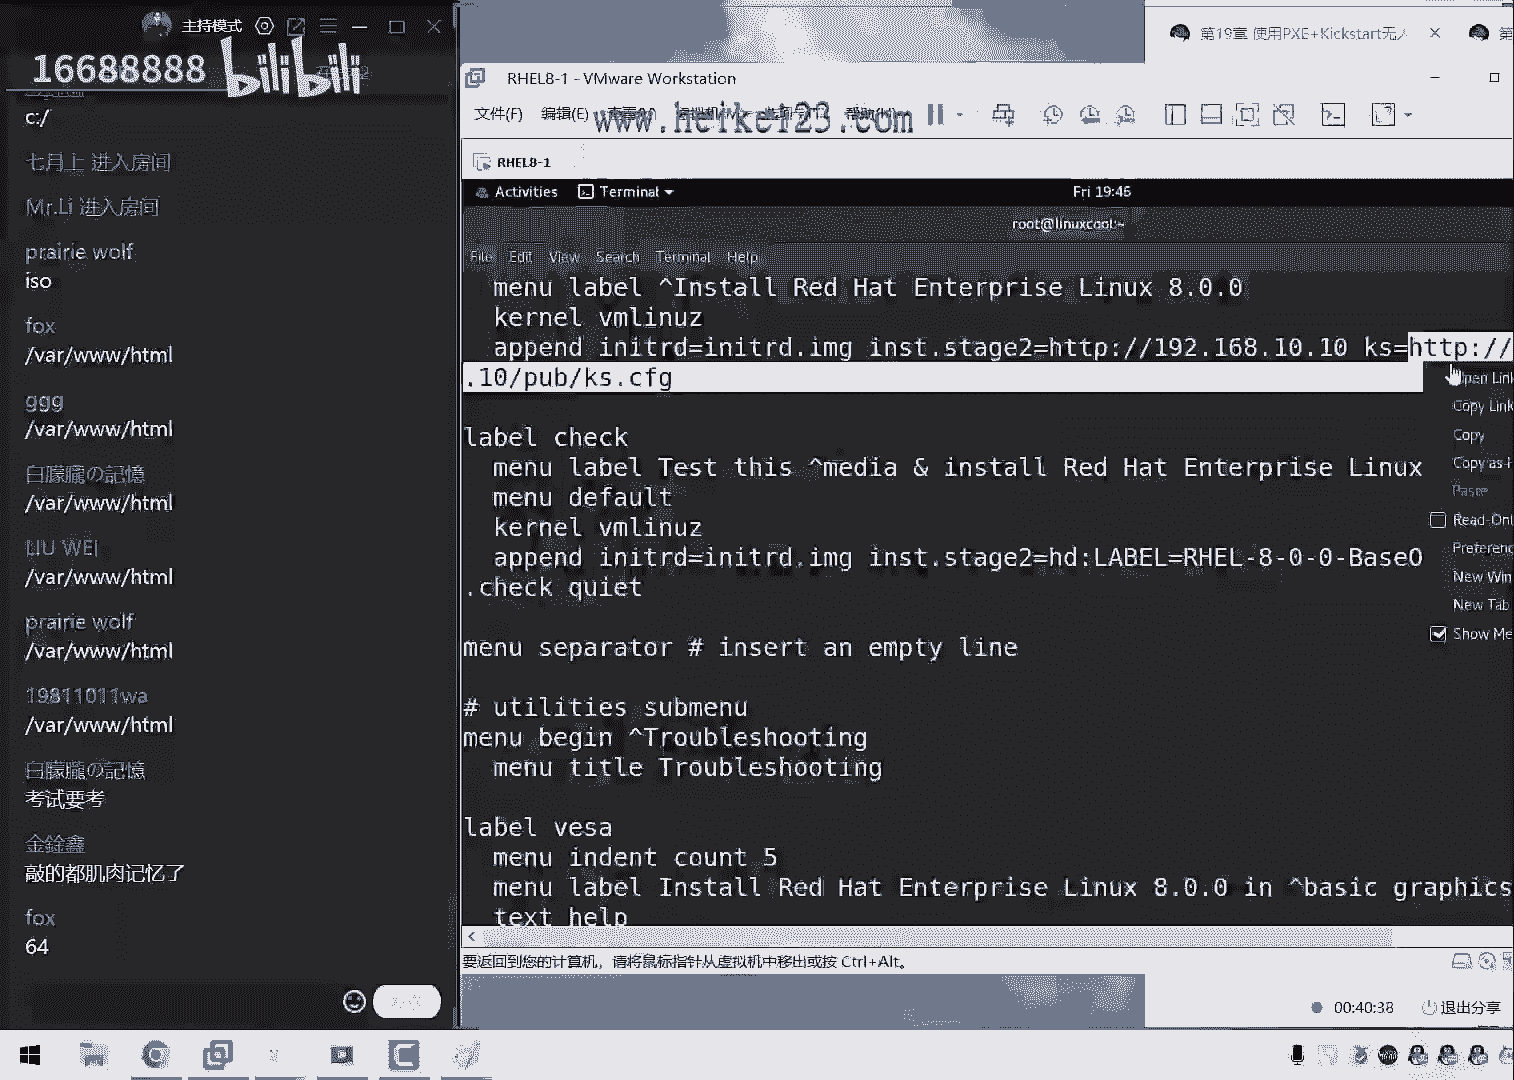 主持模式
16688888 bilibili
c:/
七月上 进入房间
Mr.Li 进入房间
prairie wolf
iso
fox
/var/www/html
ggg
/var/www/html
白朦朧の記憶
/var/www/html
LIU WEI
/var/www/html
prairie wolf
/var/www/html
19811011wa
/var/www/html
白朦朧の記憶
考试要考
金銓鑫
敲的都肌肉记忆了
fox
64
第19章 使用PXE+Kickstart无人
第
RHEL8-1 - VMware Workstation
文件(F) 编辑(E)
www.heike123.com
RHEL8-1
Activities Terminal Fri 19:45
root@linuxcool:~
File Edit View Search Terminal Help
menu label ^Install Red Hat Enterprise Linux 8.0.0
kernel vmlinuz
append initrd=initrd.img inst.stage2=http://192.168.10.10 ks=http://
.10/pub/ks.cfg
label check
menu label Test this ^media & install Red Hat Enterprise Linux
menu default
kernel vmlinuz
append initrd=initrd.img inst.stage2=hd:LABEL=RHEL-8-0-0-BaseO
.check quiet
menu separator # insert an empty line
# utilities submenu
menu begin ^Troubleshooting
menu title Troubleshooting
label vesa
menu indent count 5
menu label Install Red Hat Enterprise Linux 8.0.0 in ^basic graphics
text help
Open Link
Copy Link
Copy
Copy as H
Paste
Read-Onl
Preferenc
New Win
New Tab
Show Me
要返回到您的计算机，请将鼠标指针从虚拟机中移出或按 Ctrl+Alt。
00:40:38 退出分享